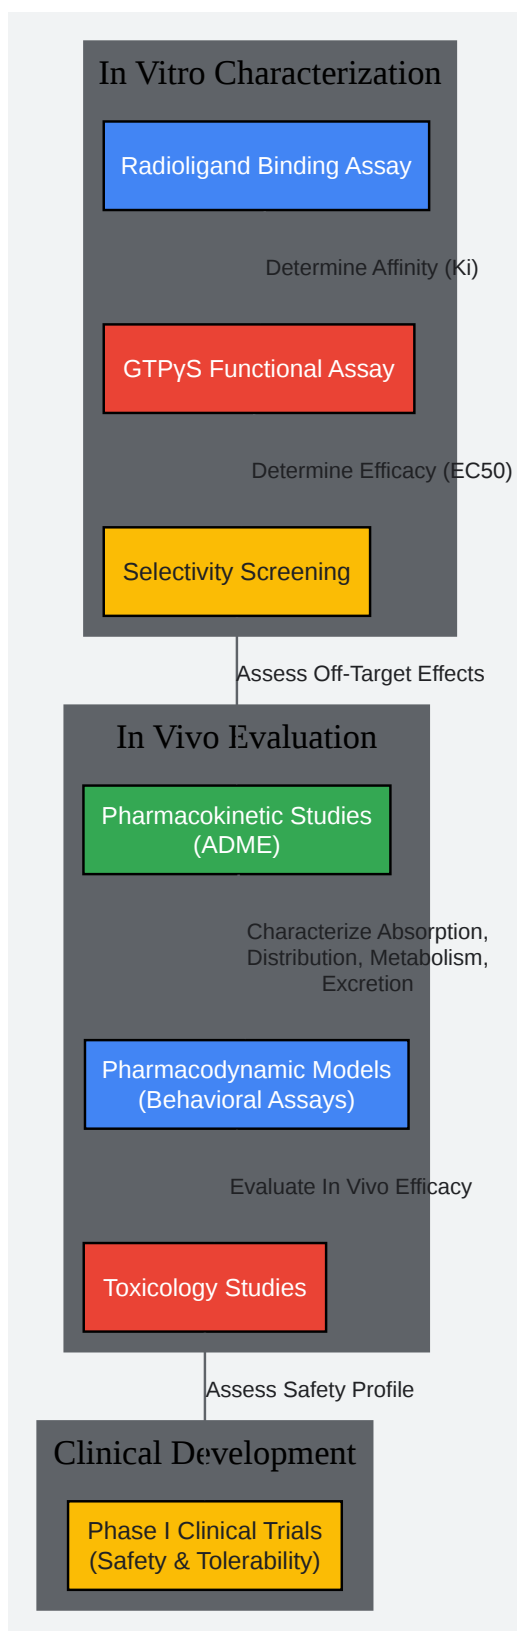 In Vitro Characterization
Radioligand Binding Assay
Determine Affinity (Ki)
GTPγS Functional Assay
Determine Efficacy (EC50)
Selectivity Screening
Assess Off-Target Effects
In Vivo Evaluation
Pharmacokinetic Studies
(ADME)
Characterize Absorption,
Distribution, Metabolism,
Excretion
Pharmacodynamic Models
(Behavioral Assays)
Evaluate In Vivo Efficacy
Toxicology Studies
Assess Safety Profile
Clinical Development
Phase I Clinical Trials
(Safety & Tolerability)